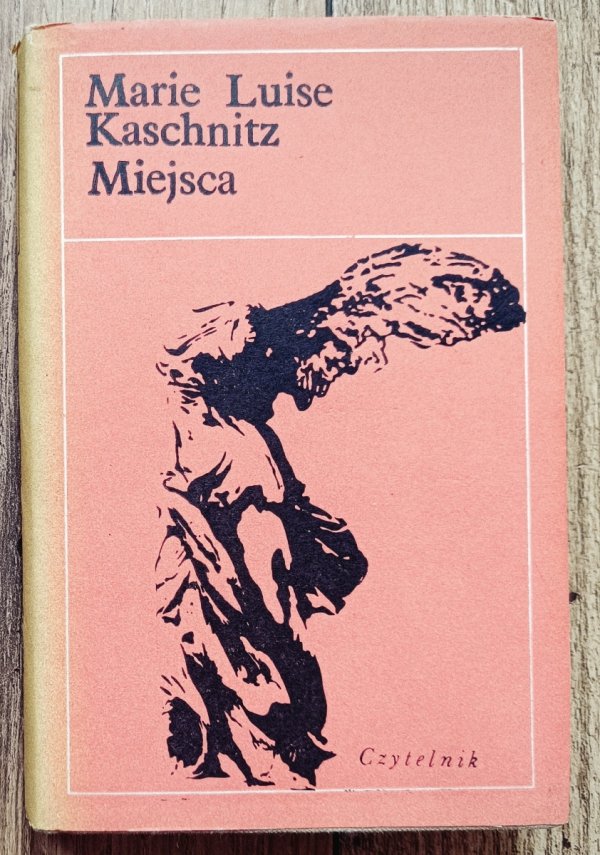 Marie Luise
Kaschnitz
Miejsca
Czytelnik